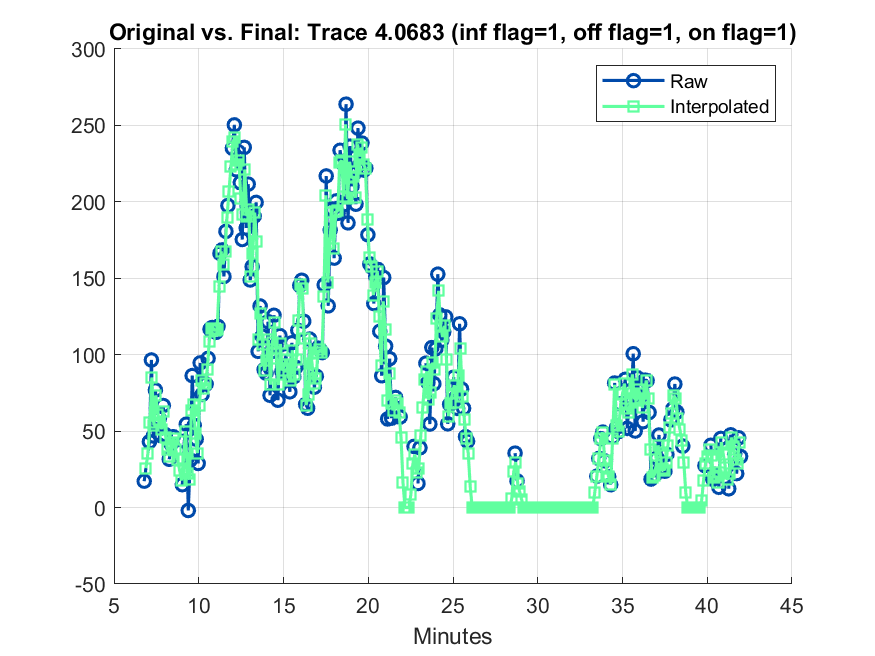 Original vs. Final: Trace 4.0683 (inf flag=1, off flag=1, on flag=1)
300
250
200
150
100
50
0
-50
Raw
Interpolated
5 10 15 20 25 30 35 40 45
Minutes